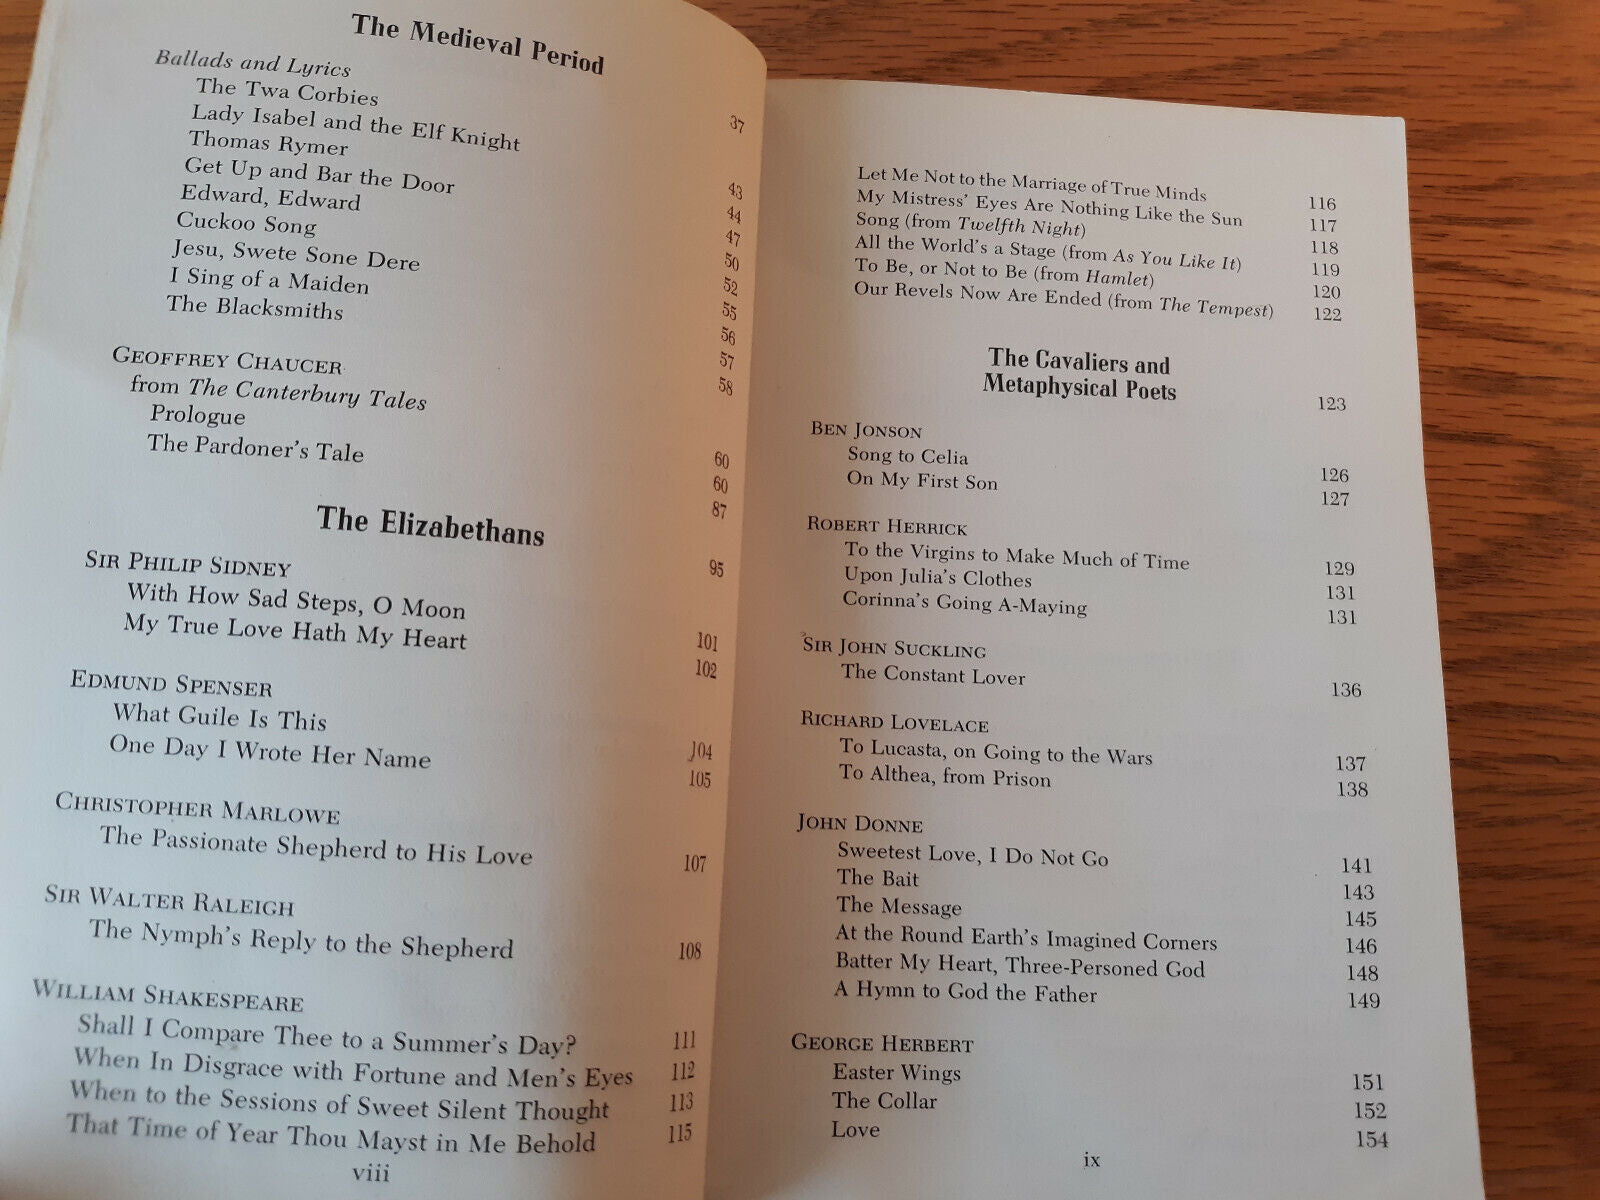 The Medieval Period 37
Ballads and Lyrics
The Twa Corbies 43
Lady Isabel and the Elf Knight 44
Thomas Rymer 47
Get Up and Bar the Door 50
Edward, Edward 52
Cuckoo Song 55
Jesu, Swete Sone Dere 56
I Sing of a Maiden 57
The Blacksmiths 58
GEOFFREY CHAUCER
from The Canterbury Tales 60
Prologue 60
The Pardoner's Tale 87
The Elizabethans 95
SIR PHILIP SIDNEY
With How Sad Steps, O Moon 101
My True Love Hath My Heart 102
EDMUND SPENSER
What Guile Is This 104
One Day I Wrote Her Name 105
CHRISTOPHER MARLOWE
The Passionate Shepherd to His Love 107
SIR WALTER RALEIGH
The Nymph's Reply to the Shepherd 108
WILLIAM SHAKESPEARE
Shall I Compare Thee to a Summer's Day? 111
When In Disgrace with Fortune and Men's Eyes 112
When to the Sessions of Sweet Silent Thought 113
That Time of Year Thou Mayst in Me Behold 115
viii
Let Me Not to the Marriage of True Minds 116
My Mistress' Eyes Are Nothing Like the Sun 117
Song (from Twelfth Night) 118
All the World's a Stage (from As You Like It) 119
To Be, or Not to Be (from Hamlet) 120
Our Revels Now Are Ended (from The Tempest) 122
The Cavaliers and
Metaphysical Poets 123
BEN JONSON
Song to Celia 126
On My First Son 127
ROBERT HERRICK
To the Virgins to Make Much of Time 129
Upon Julia's Clothes 131
Corinna's Going A-Maying 131
SIR JOHN SUCKLING
The Constant Lover 136
RICHARD LOVELACE
To Lucasta, on Going to the Wars 137
To Althea, from Prison 138
JOHN DONNE
Sweetest Love, I Do Not Go 141
The Bait 143
The Message 145
At the Round Earth's Imagined Corners 146
Batter My Heart, Three-Personed God 148
A Hymn to God the Father 149
GEORGE HERBERT
Easter Wings 151
The Collar 152
Love 154
ix